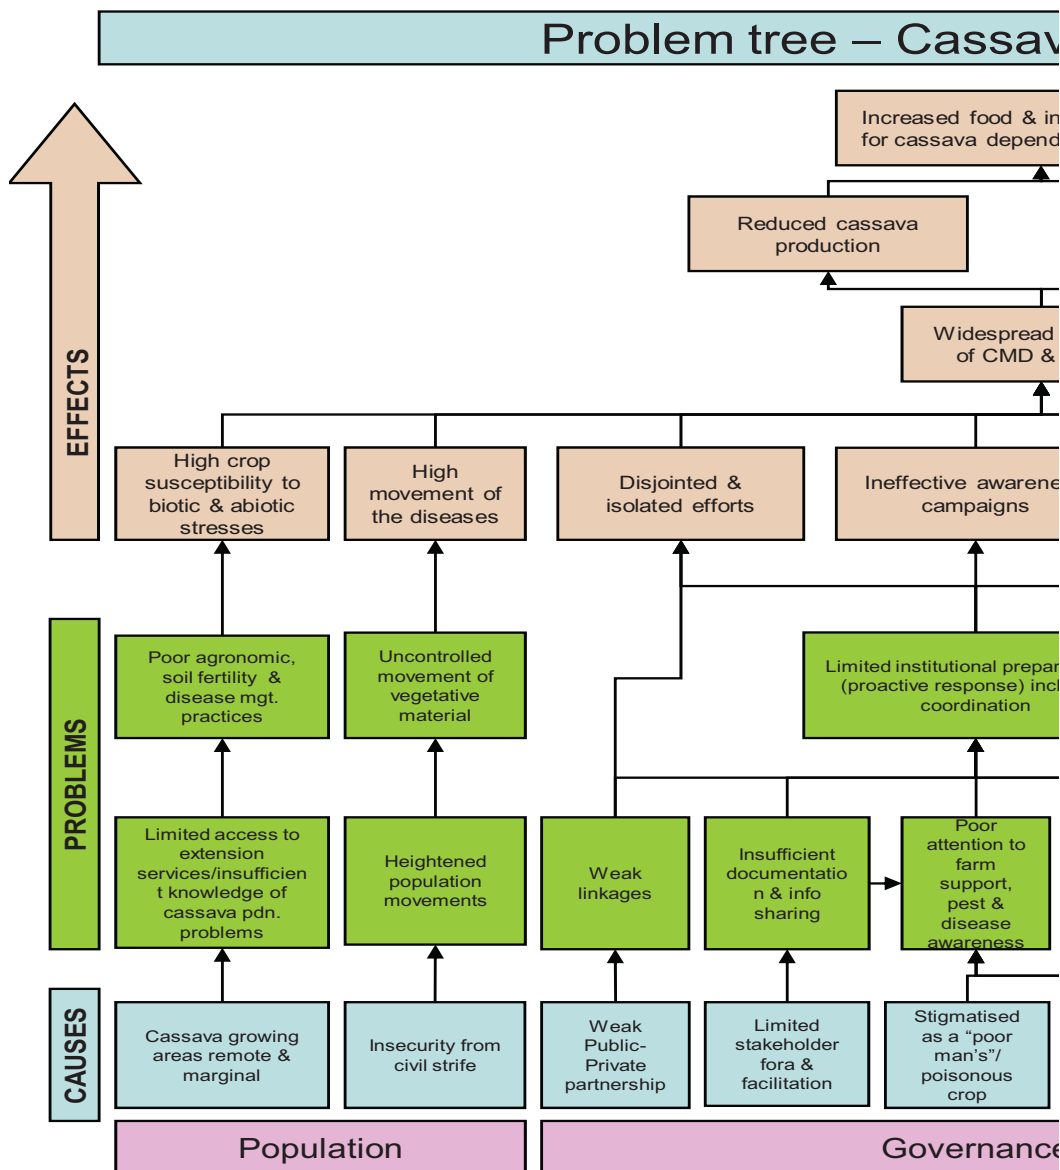 Problem tree – Cassav
Increased food & in
for cassava depend
Reduced cassava
production
Widespread
of CMD &
EFFECTS
High crop
susceptibility to
biotic & abiotic
stresses
High
movement of
the diseases
Disjointed &
isolated efforts
Ineffective awarene
campaigns
PROBLEMS
Poor agronomic,
soil fertility &
disease mgt.
practices
Uncontrolled
movement of
vegetative
material
Limited institutional prepar
(proactive response) incl
coordination
Limited access to
extension
services/insufficien
t knowledge of
cassava pdn.
problems
Heightened
population
movements
Weak
linkages
Insufficient
documentatio
n & info
sharing
Poor
attention to
farm
support,
pest &
disease
awareness
CAUSES
Cassava growing
areas remote &
marginal
Insecurity from
civil strife
Weak
Public-
Private
partnership
Limited
stakeholder
fora &
facilitation
Stigmatised
as a “poor
man’s”/
poisonous
crop
Population
Governance